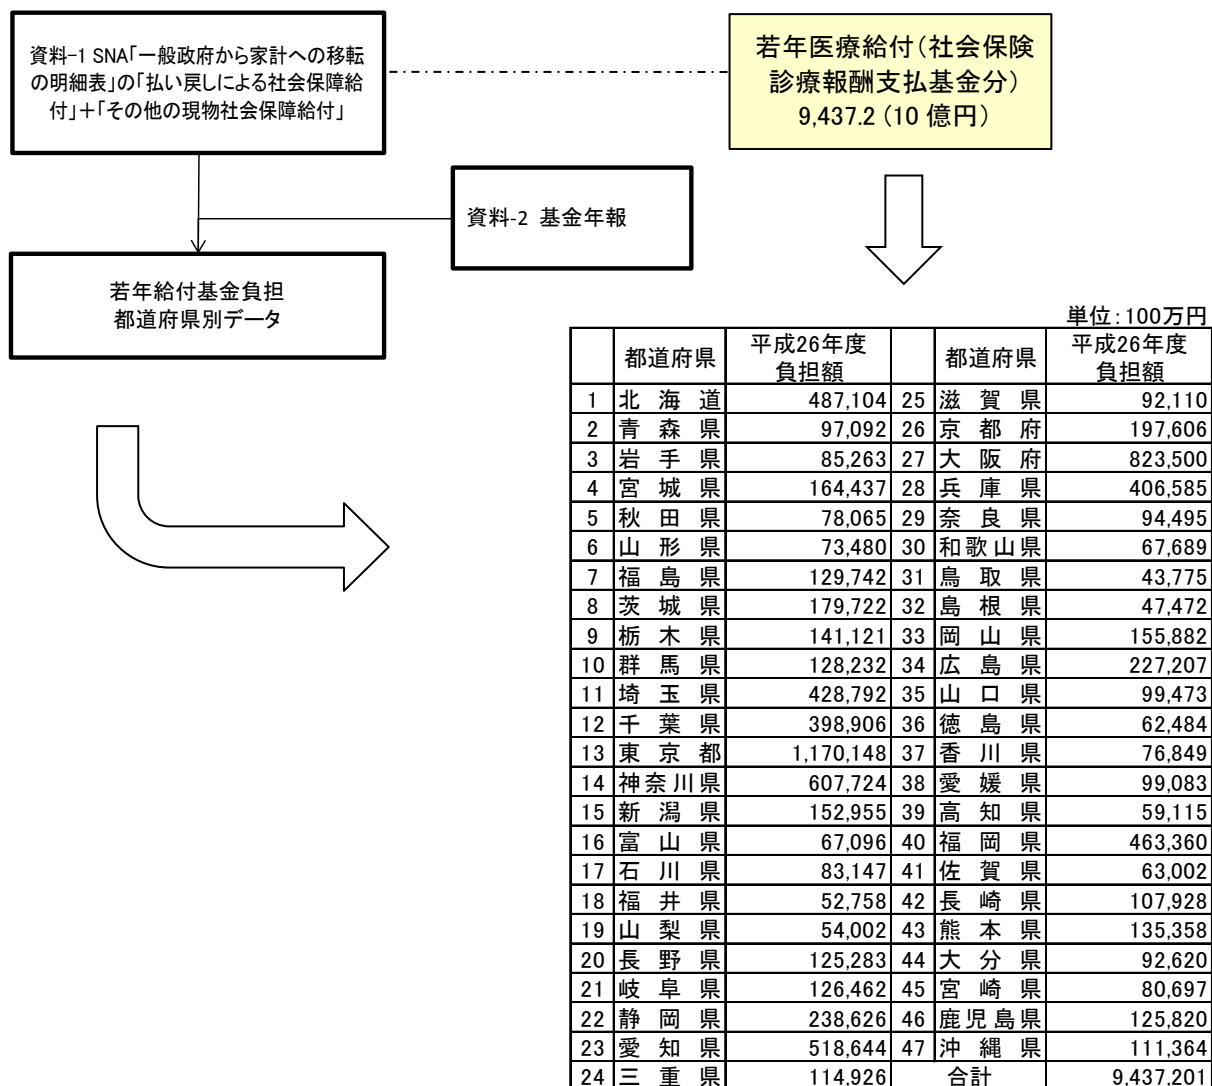 資料-1 SNA「一般政府から家計への移転
の明細表」の「払い戻しによる社会保障給
付」+「その他の現物社会保障給付」
若年医療給付(社会保険
診療報酬支払基金分)
9,437.2(10 億円)
資料-2 基金年報
若年給付基金負担
都道府県別データ
単位:100万円
都道府県 平成26年度 負担額 都道府県 平成26年度 負担額
1 北海道 487,104 25 滋賀県 92,110
2 青森県 97,092 26 京都府 197,606
3 岩手県 85,263 27 大阪府 823,500
4 宮城県 164,437 28 兵庫県 406,585
5 秋田県 78,065 29 奈良県 94,495
6 山形県 73,480 30 和歌山県 67,689
7 福島県 129,742 31 鳥取県 43,775
8 茨城県 179,722 32 島根県 47,472
9 栃木県 141,121 33 岡山県 155,882
10 群馬県 128,232 34 広島県 227,207
11 埼玉県 428,792 35 山口県 99,473
12 千葉県 398,906 36 徳島県 62,484
13 東京都 1,170,148 37 香川県 76,849
14 神奈川県 607,724 38 愛媛県 99,083
15 新潟県 152,955 39 高知県 59,115
16 富山県 67,096 40 福岡県 463,360
17 石川県 83,147 41 佐賀県 63,002
18 福井県 52,758 42 長崎県 107,928
19 山梨県 54,002 43 熊本県 135,358
20 長野県 125,283 44 大分県 92,620
21 岐阜県 126,462 45 宮崎県 80,697
22 静岡県 238,626 46 鹿児島県 125,820
23 愛知県 518,644 47 沖縄県 111,364
24 三重県 114,926 合計 9,437,201